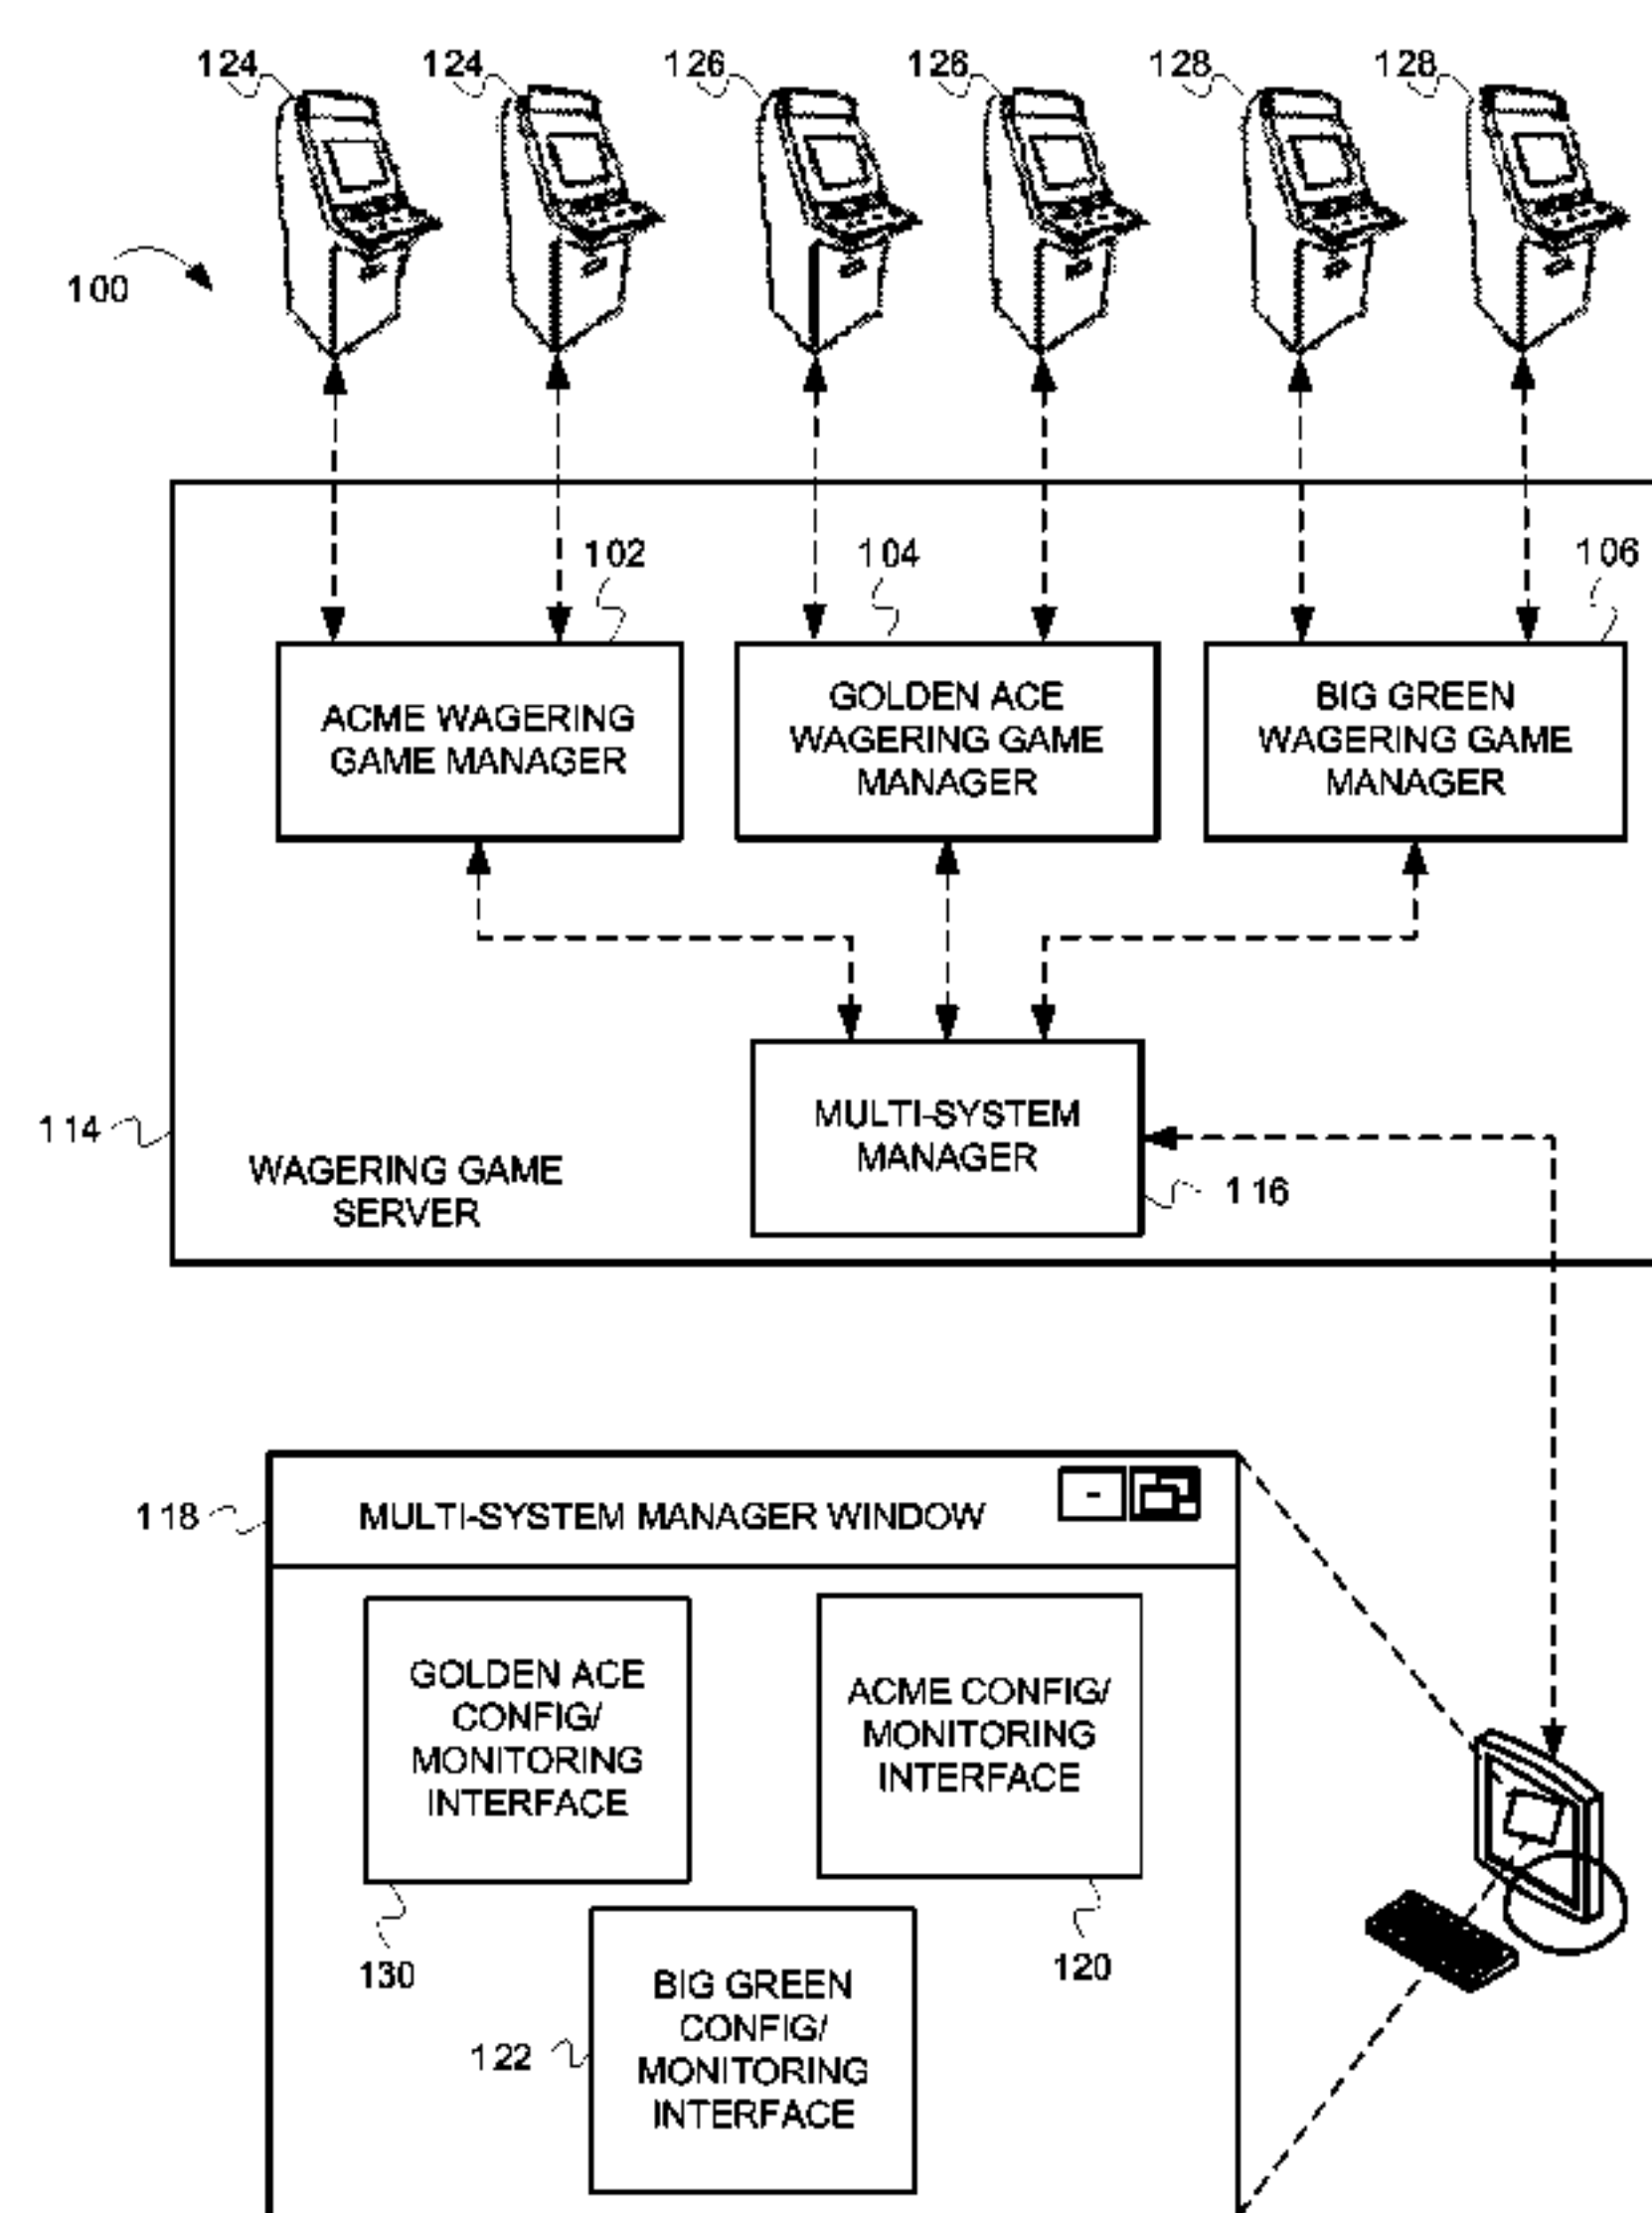 124 124 126 126 128 128
100
102 104 106
ACME WAGERING
GAME MANAGER
GOLDEN ACE
WAGERING GAME
MANAGER
BIG GREEN
WAGERING GAME
MANAGER
MULTI-SYSTEM
MANAGER
114
116
WAGERING GAME
SERVER
118
MULTI-SYSTEM MANAGER WINDOW
-
GOLDEN ACE
CONFIG/
MONITORING
INTERFACE
ACME CONFIG/
MONITORING
INTERFACE
130
120
BIG GREEN
CONFIG/
MONITORING
INTERFACE
122